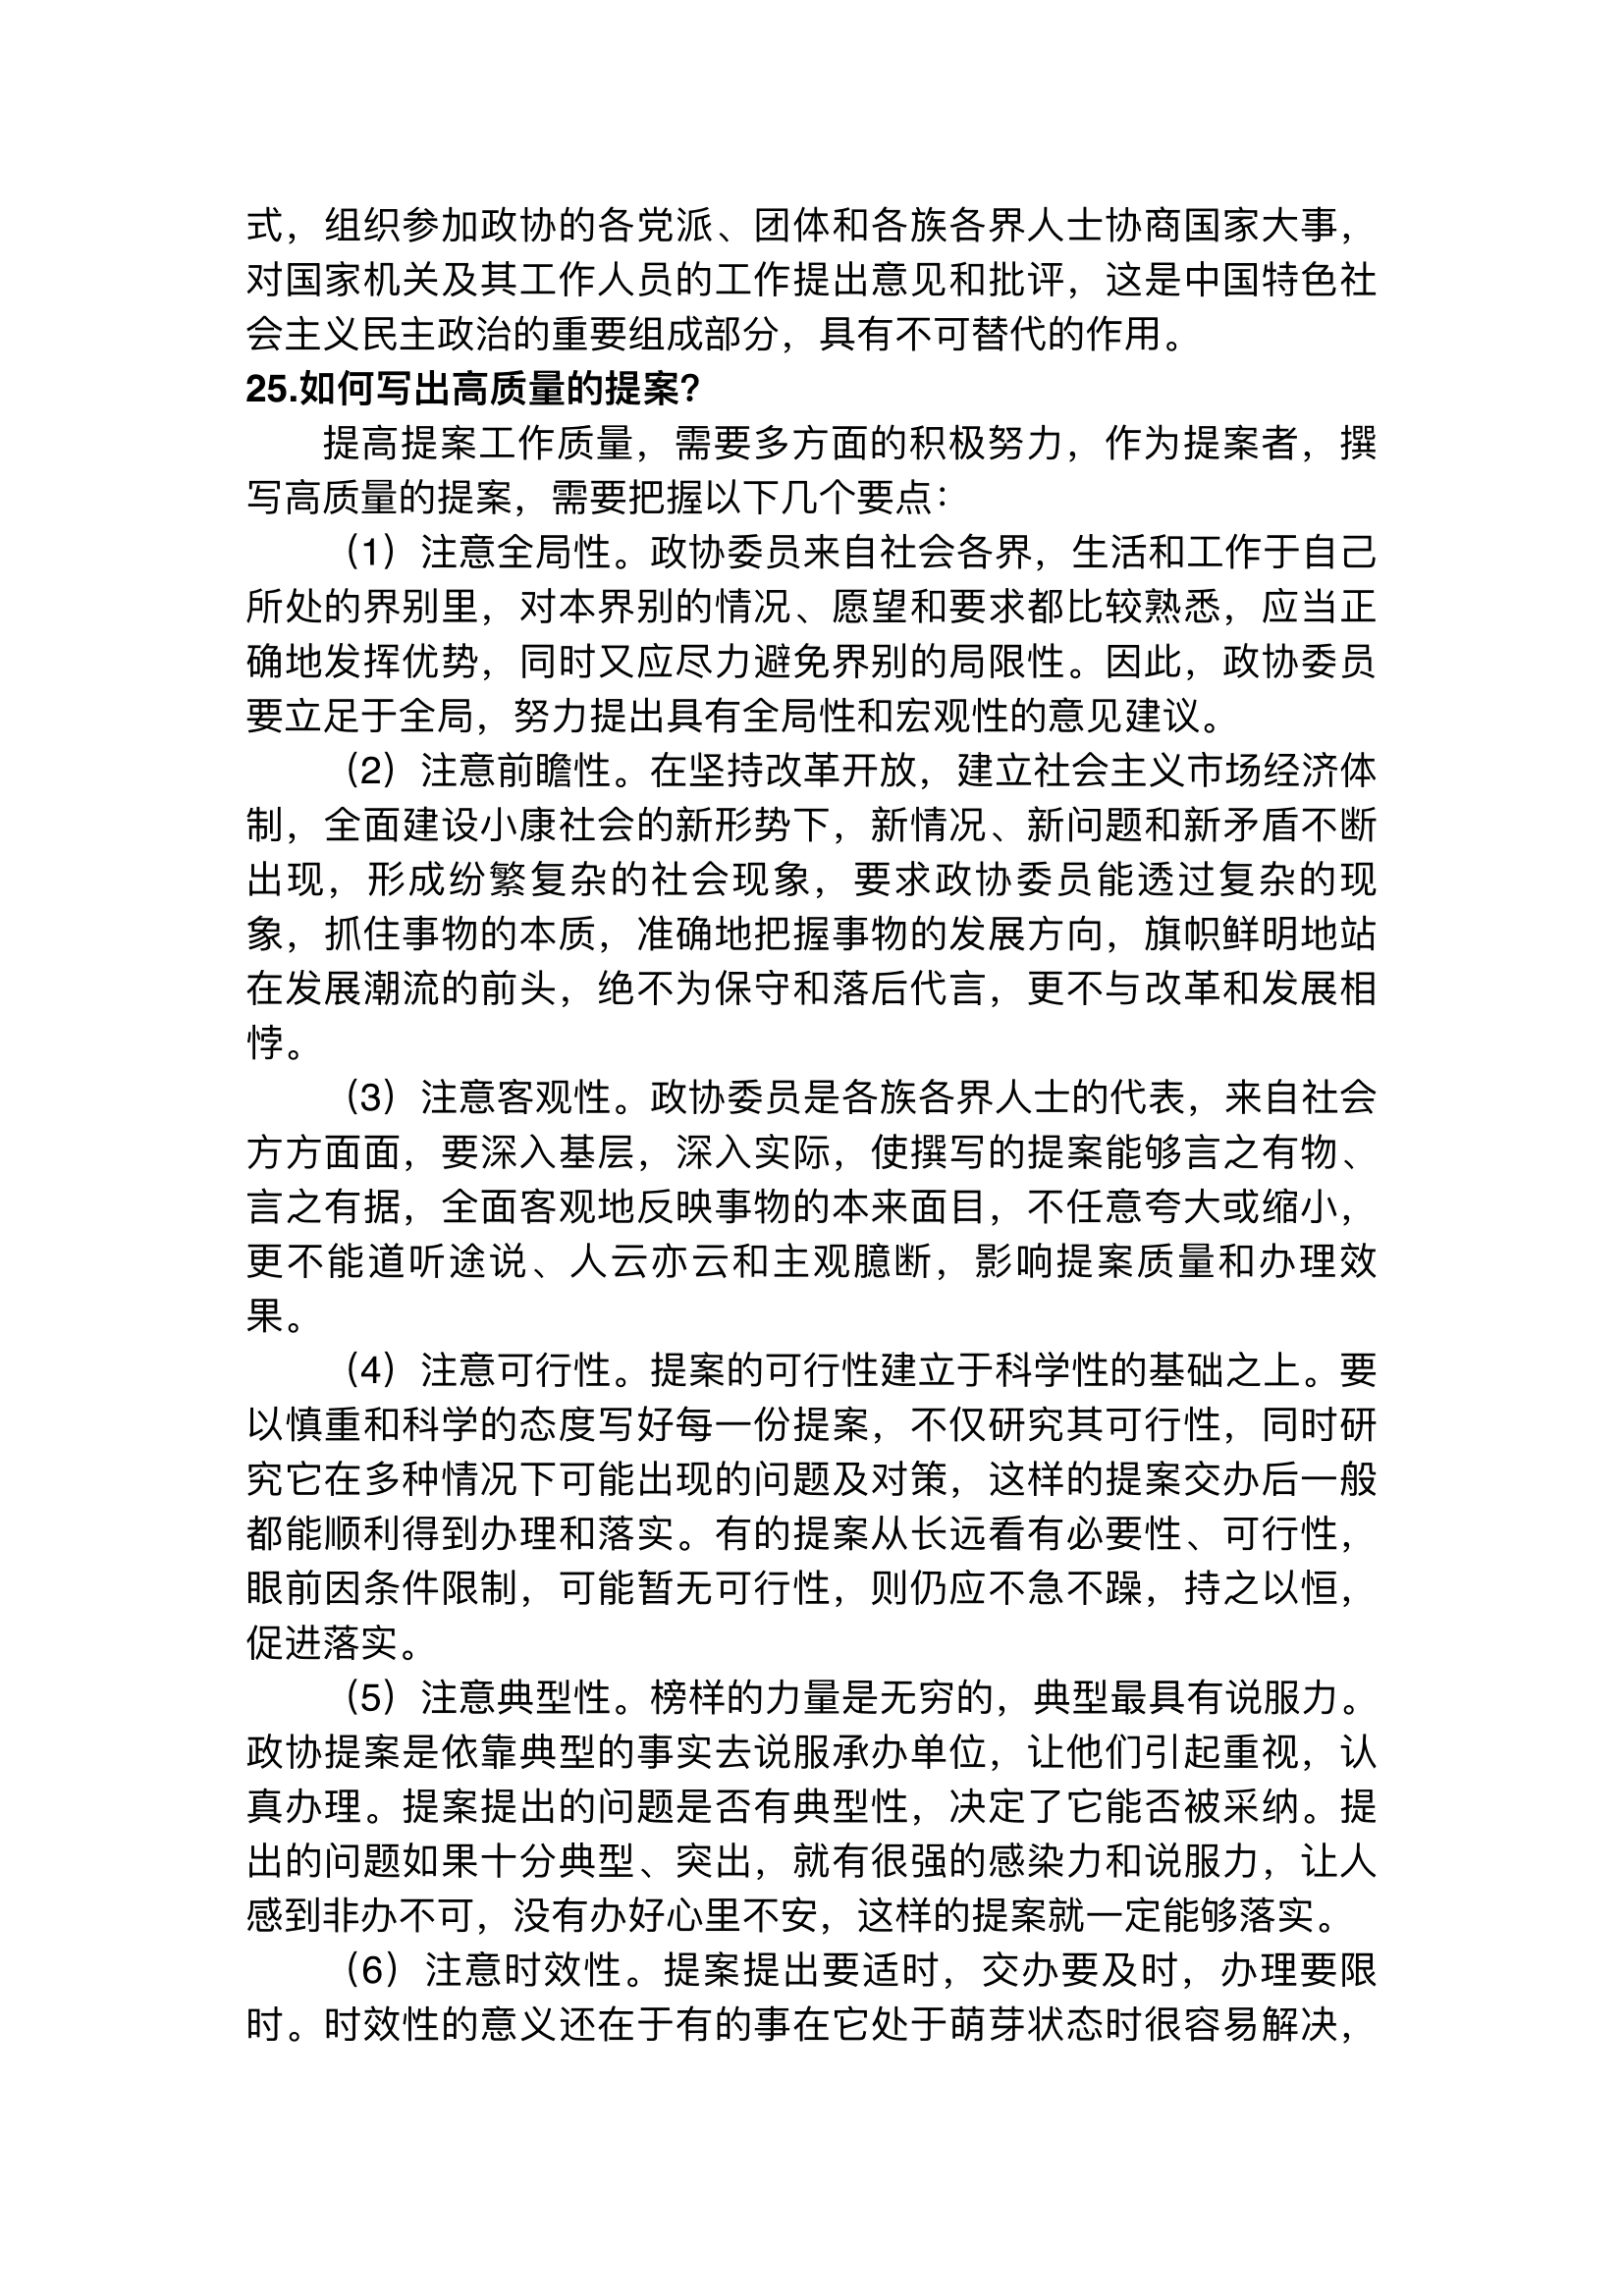 式，组织参加政协的各党派、团体和各族各界人士协商国家大事，
对国家机关及其工作人员的工作提出意见和批评，这是中国特色社
会主义民主政治的重要组成部分，具有不可替代的作用。
25.如何写出高质量的提案？
提高提案工作质量，需要多方面的积极努力，作为提案者，撰
写高质量的提案，需要把握以下几个要点：
（1）注意全局性。政协委员来自社会各界，生活和工作于自己
所处的界别里，对本界别的情况、愿望和要求都比较熟悉，应当正
确地发挥优势，同时又应尽力避免界别的局限性。因此，政协委员
要立足于全局，努力提出具有全局性和宏观性的意见建议。
（2）注意前瞻性。在坚持改革开放，建立社会主义市场经济体
制，全面建设小康社会的新形势下，新情况、新问题和新矛盾不断
出现，形成纷繁复杂的社会现象，要求政协委员能透过复杂的现
象，抓住事物的本质，准确地把握事物的发展方向，旗帜鲜明地站
在发展潮流的前头，绝不为保守和落后代言，更不与改革和发展相
悖。
（3）注意客观性。政协委员是各族各界人士的代表，来自社会
方方面面，要深入基层，深入实际，使撰写的提案能够言之有物、
言之有据，全面客观地反映事物的本来面目，不任意夸大或缩小，
更不能道听途说、人云亦云和主观臆断，影响提案质量和办理效
果。
（4）注意可行性。提案的可行性建立于科学性的基础之上。要
以慎重和科学的态度写好每一份提案，不仅研究其可行性，同时研
究它在多种情况下可能出现的问题及对策，这样的提案交办后一般
都能顺利得到办理和落实。有的提案从长远看有必要性、可行性，
眼前因条件限制，可能暂无可行性，则仍应不急不躁，持之以恒，
促进落实。
（5）注意典型性。榜样的力量是无穷的，典型最具有说服力。
政协提案是依靠典型的事实去说服承办单位，让他们引起重视，认
真办理。提案提出的问题是否有典型性，决定了它能否被采纳。提
出的问题如果十分典型、突出，就有很强的感染力和说服力，让人
感到非办不可，没有办好心里不安，这样的提案就一定能够落实。
（6）注意时效性。提案提出要适时，交办要及时，办理要限
时。时效性的意义还在于有的事在它处于萌芽状态时很容易解决，